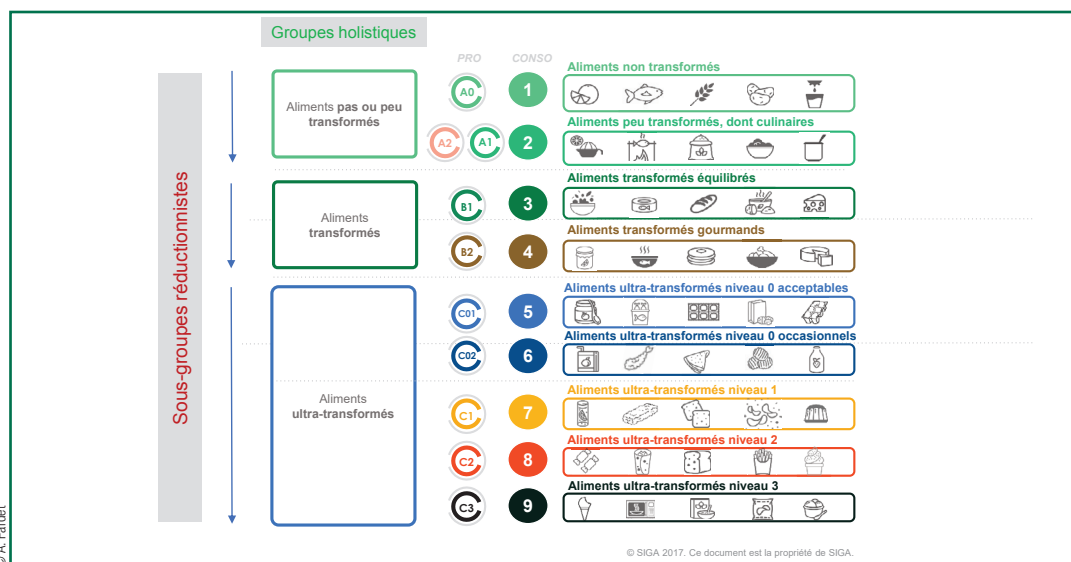 Groupes holistiques
Sous-groupes réductionnistes
PRO
CONSO
Aliments pas ou peu
transformés
A0
1
Aliments non transformés
A2
A1
2
Aliments peu transformés, dont culinaires
Aliments
transformés
B1
3
Aliments transformés équilibrés
B2
4
Aliments transformés gourmands
Aliments
ultra-transformés
C01
5
Aliments ultra-transformés niveau 0 acceptables
C02
6
Aliments ultra-transformés niveau 0 occasionnels
C1
7
Aliments ultra-transformés niveau 1
C2
8
Aliments ultra-transformés niveau 2
C3
9
Aliments ultra-transformés niveau 3
© SIGA 2017. Ce document est la propriété de SIGA.
© A. Fardet